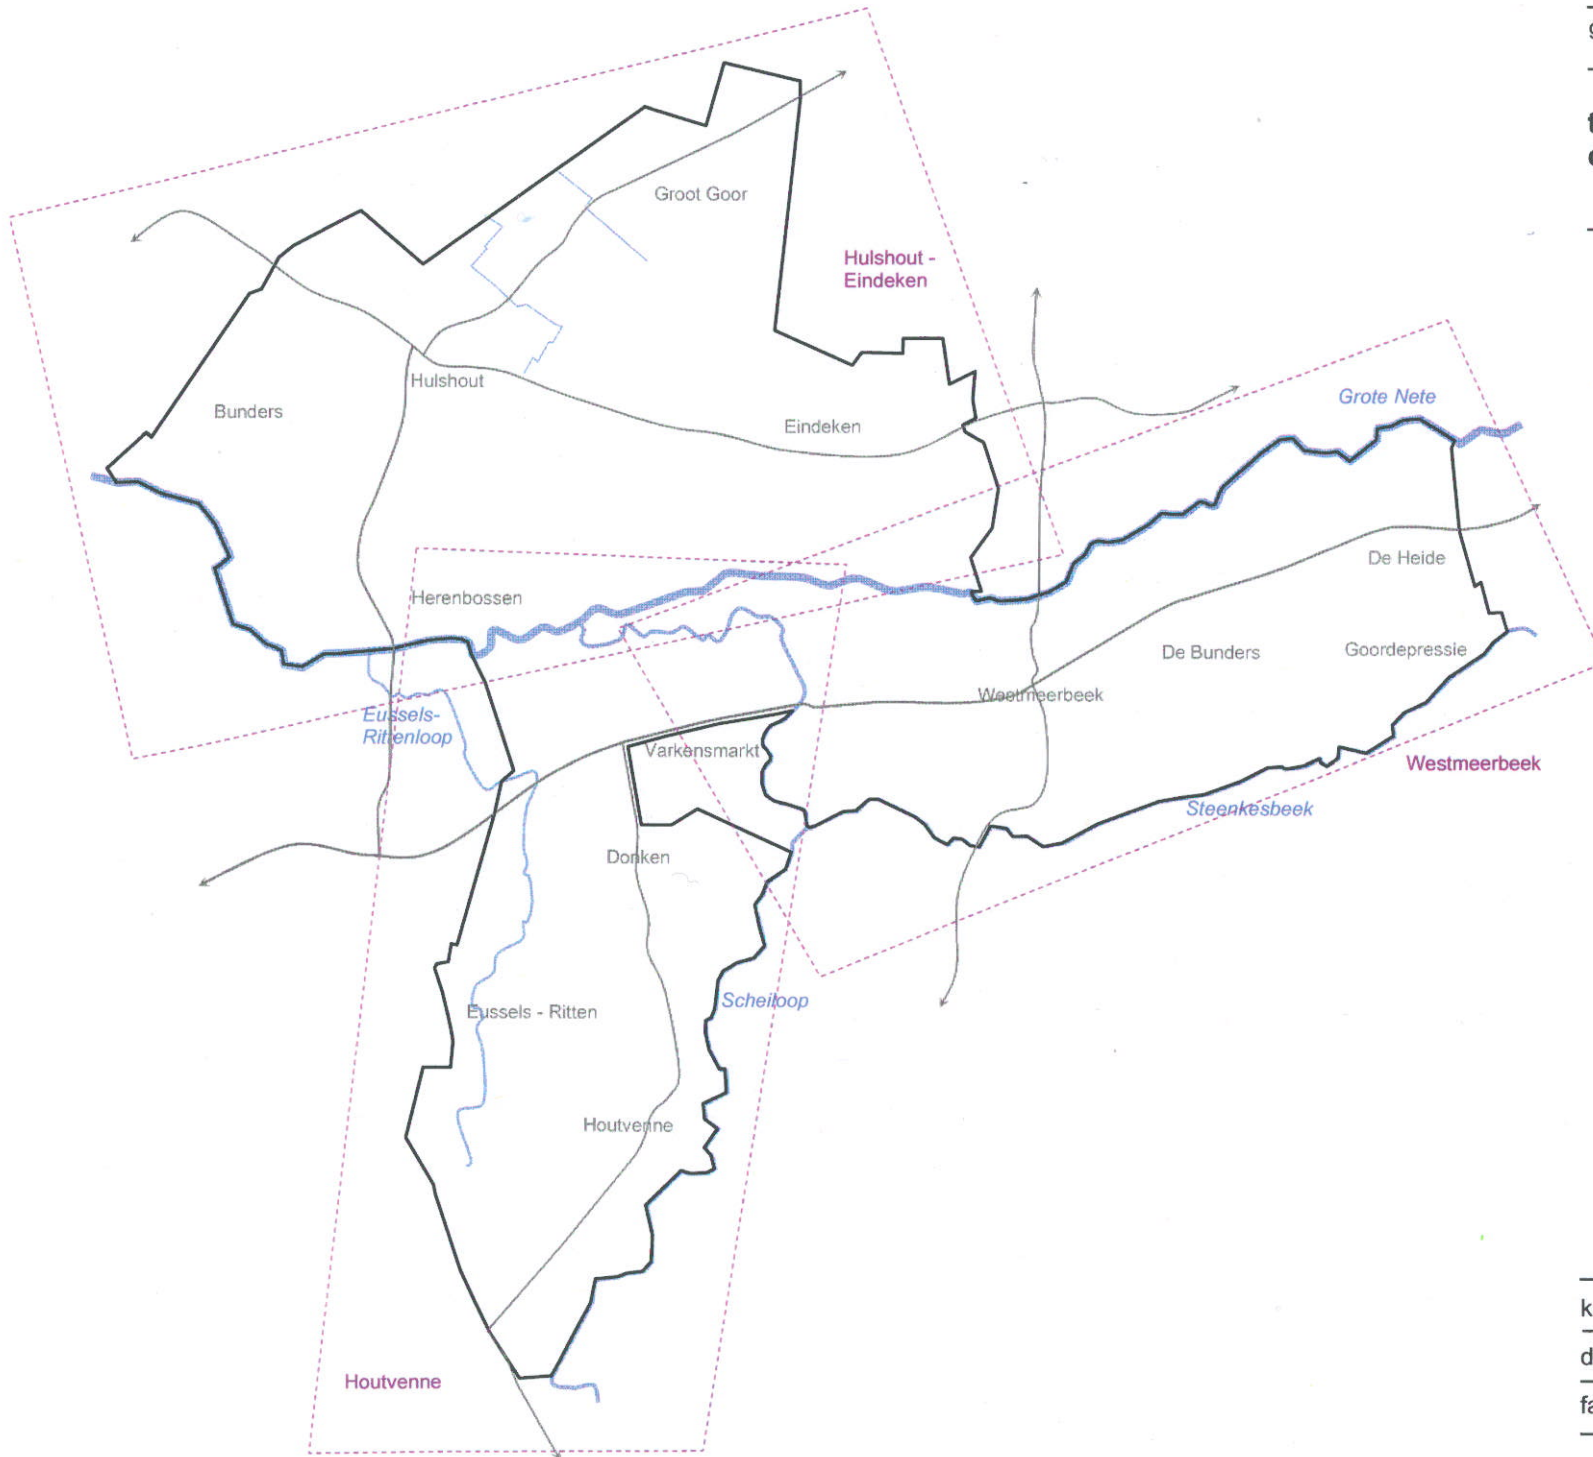 Groot Goor
Hulshout -
Eindeken
Hulshout
Bunders
Eindeken
Grote Nete
De Heide
Herenbossen
De Bunders
Goordepressie
Westmeerbeek
Eussels-
Rittenloop
Varkensmarkt
Westmeerbeek
Steenkesbeek
Donken
Scheiloop
Eussels - Ritten
Houtvenne
Houtvenne